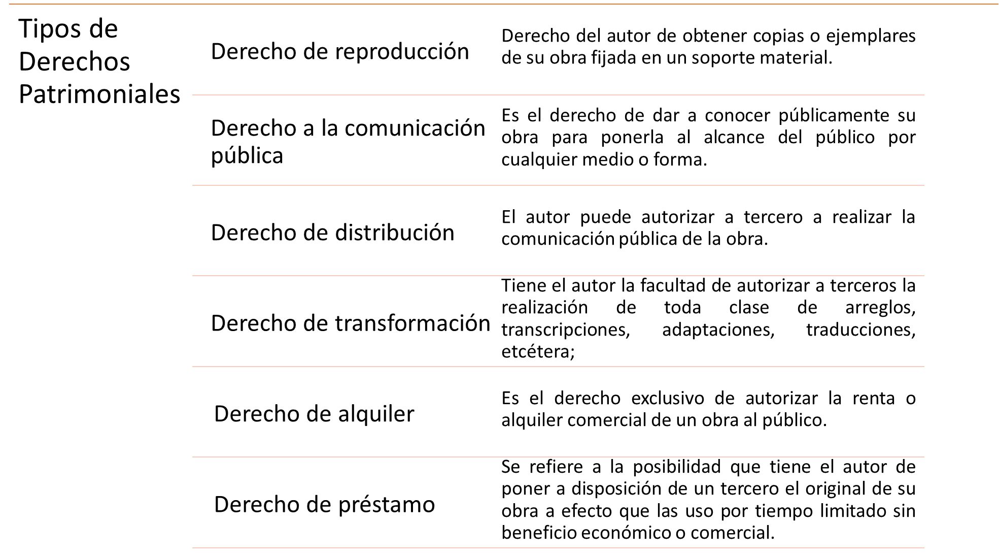 Tipos de
Derechos
Patrimoniales
Derecho de reproducción
Derecho del autor de obtener copias o ejemplares
de su obra fijada en un soporte material.
Derecho a la comunicación
pública
Es el derecho de dar a conocer públicamente su
obra para ponerla al alcance del público por
cualquier medio o forma.
Derecho de distribución
El autor puede autorizar a tercero a realizar la
comunicación pública de la obra.
Derecho de transformación
Tiene el autor la facultad de autorizar a terceros la
realización de toda clase de arreglos,
transcripciones, adaptaciones, traducciones,
etcétera;
Derecho de alquiler
Es el derecho exclusivo de autorizar la renta o
alquiler comercial de un obra al público.
Derecho de préstamo
Se refiere a la posibilidad que tiene el autor de
poner a disposición de un tercero el original de su
obra a efecto que las uso por tiempo limitado sin
beneficio económico o comercial.